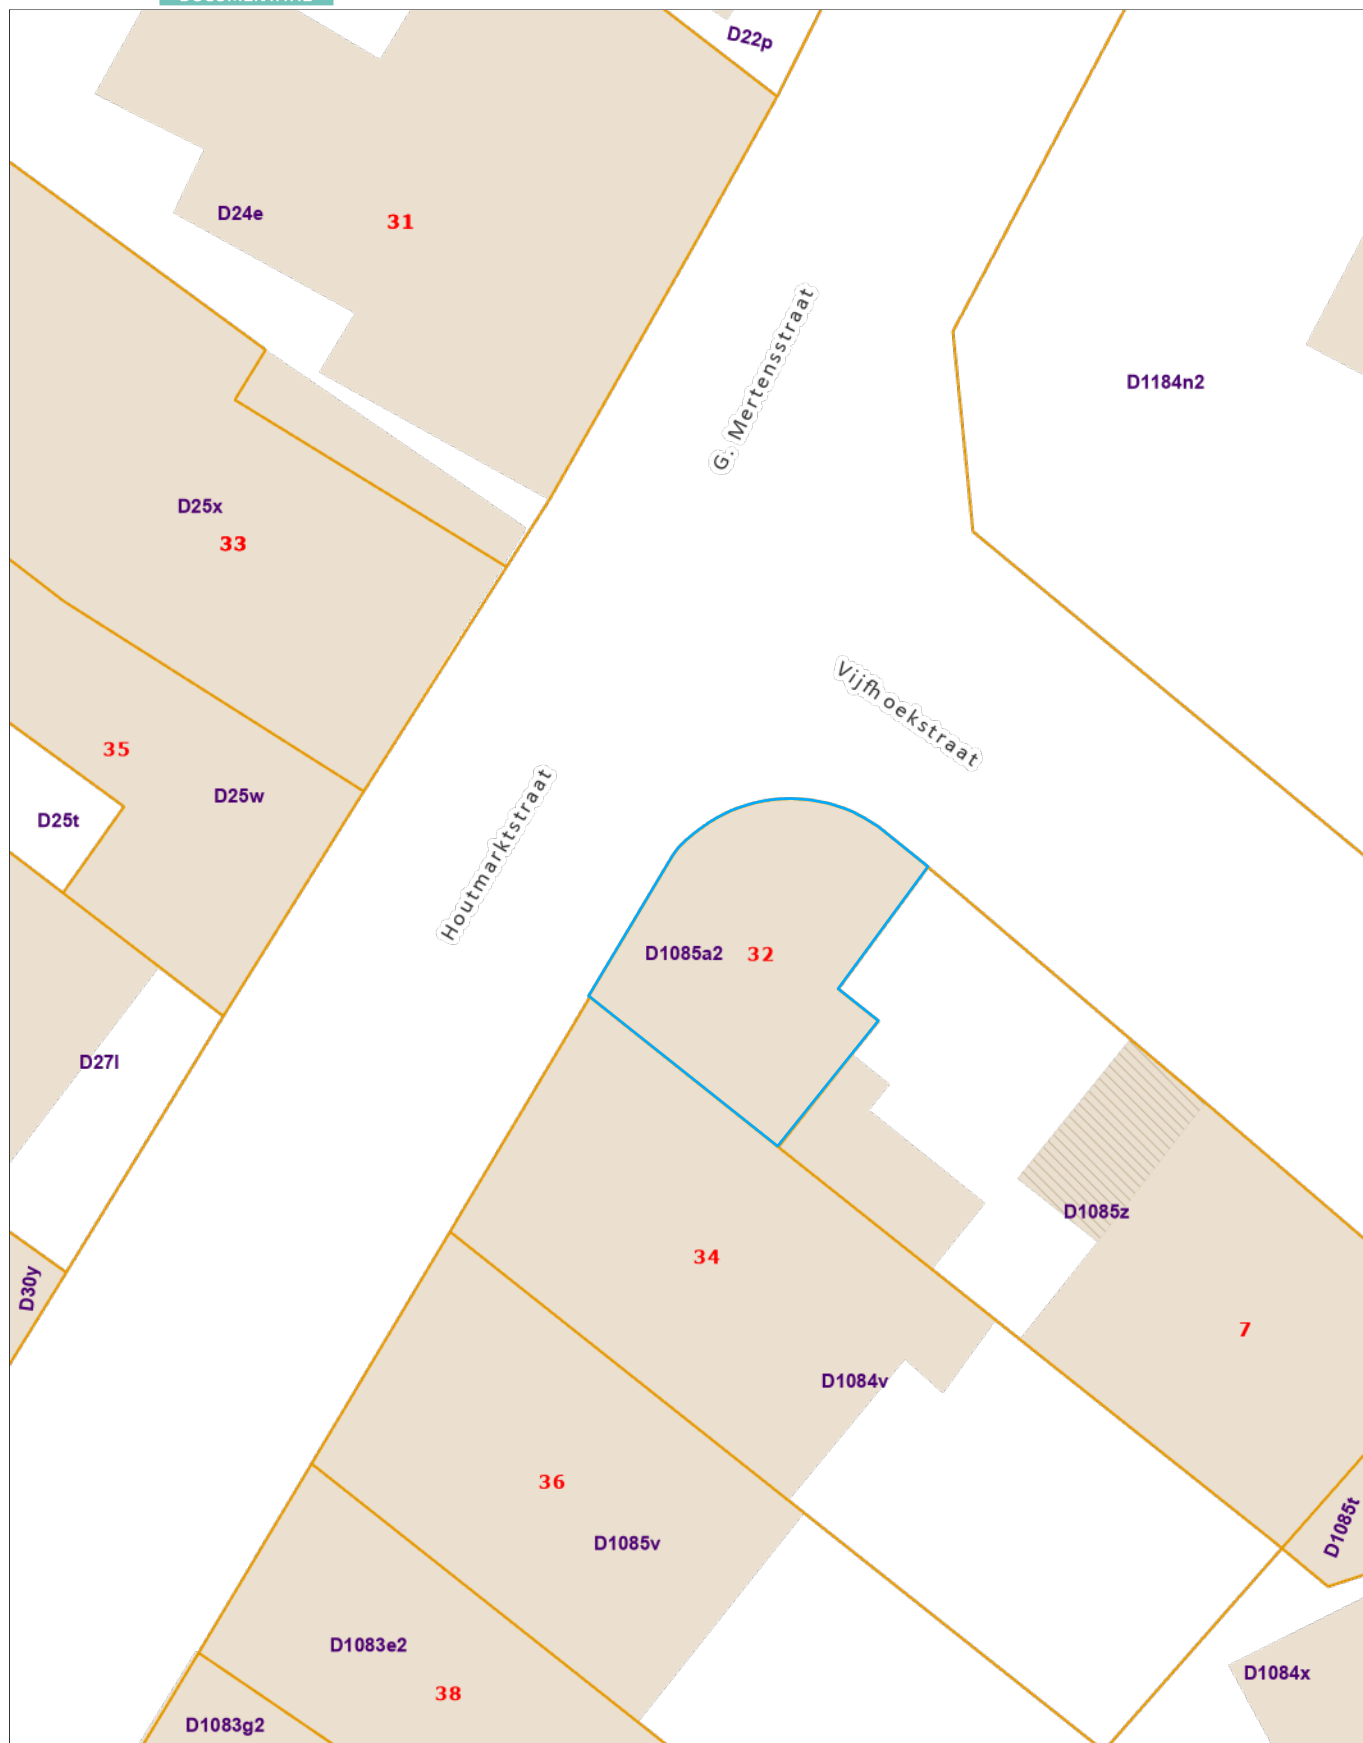 D22p
D24e
31
G. Mertensstraat
D1184n2
D25x
33
Vijfhoekstraat
35
D25w
D25t
Houtmarktstraat
D1085a2
32
D27l
D1085z
34
D30y
7
D1084v
36
D1085v
D1085t
D1083e2
D1084x
38
D1083g2